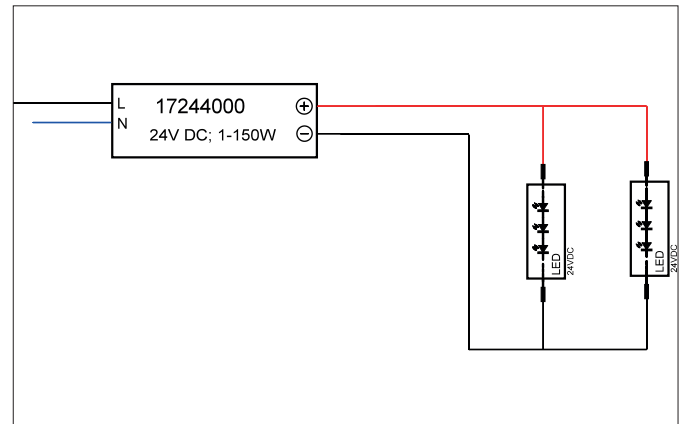 L
17244000
+
N
24V DC; 1-150W
−
LED
24VDC
LED
24VDC